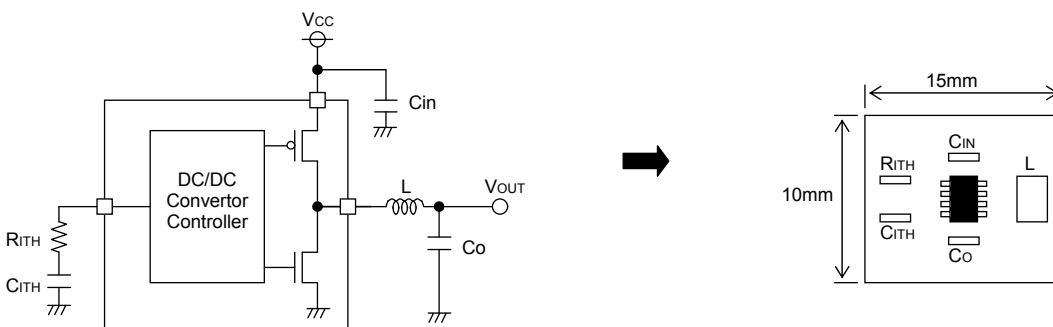 VCC
Cin
DC/DC
Convertor
Controller
L
VOUT
Co
RITH
CITH
15mm
10mm
CIN
RITH
L
CITH
CO